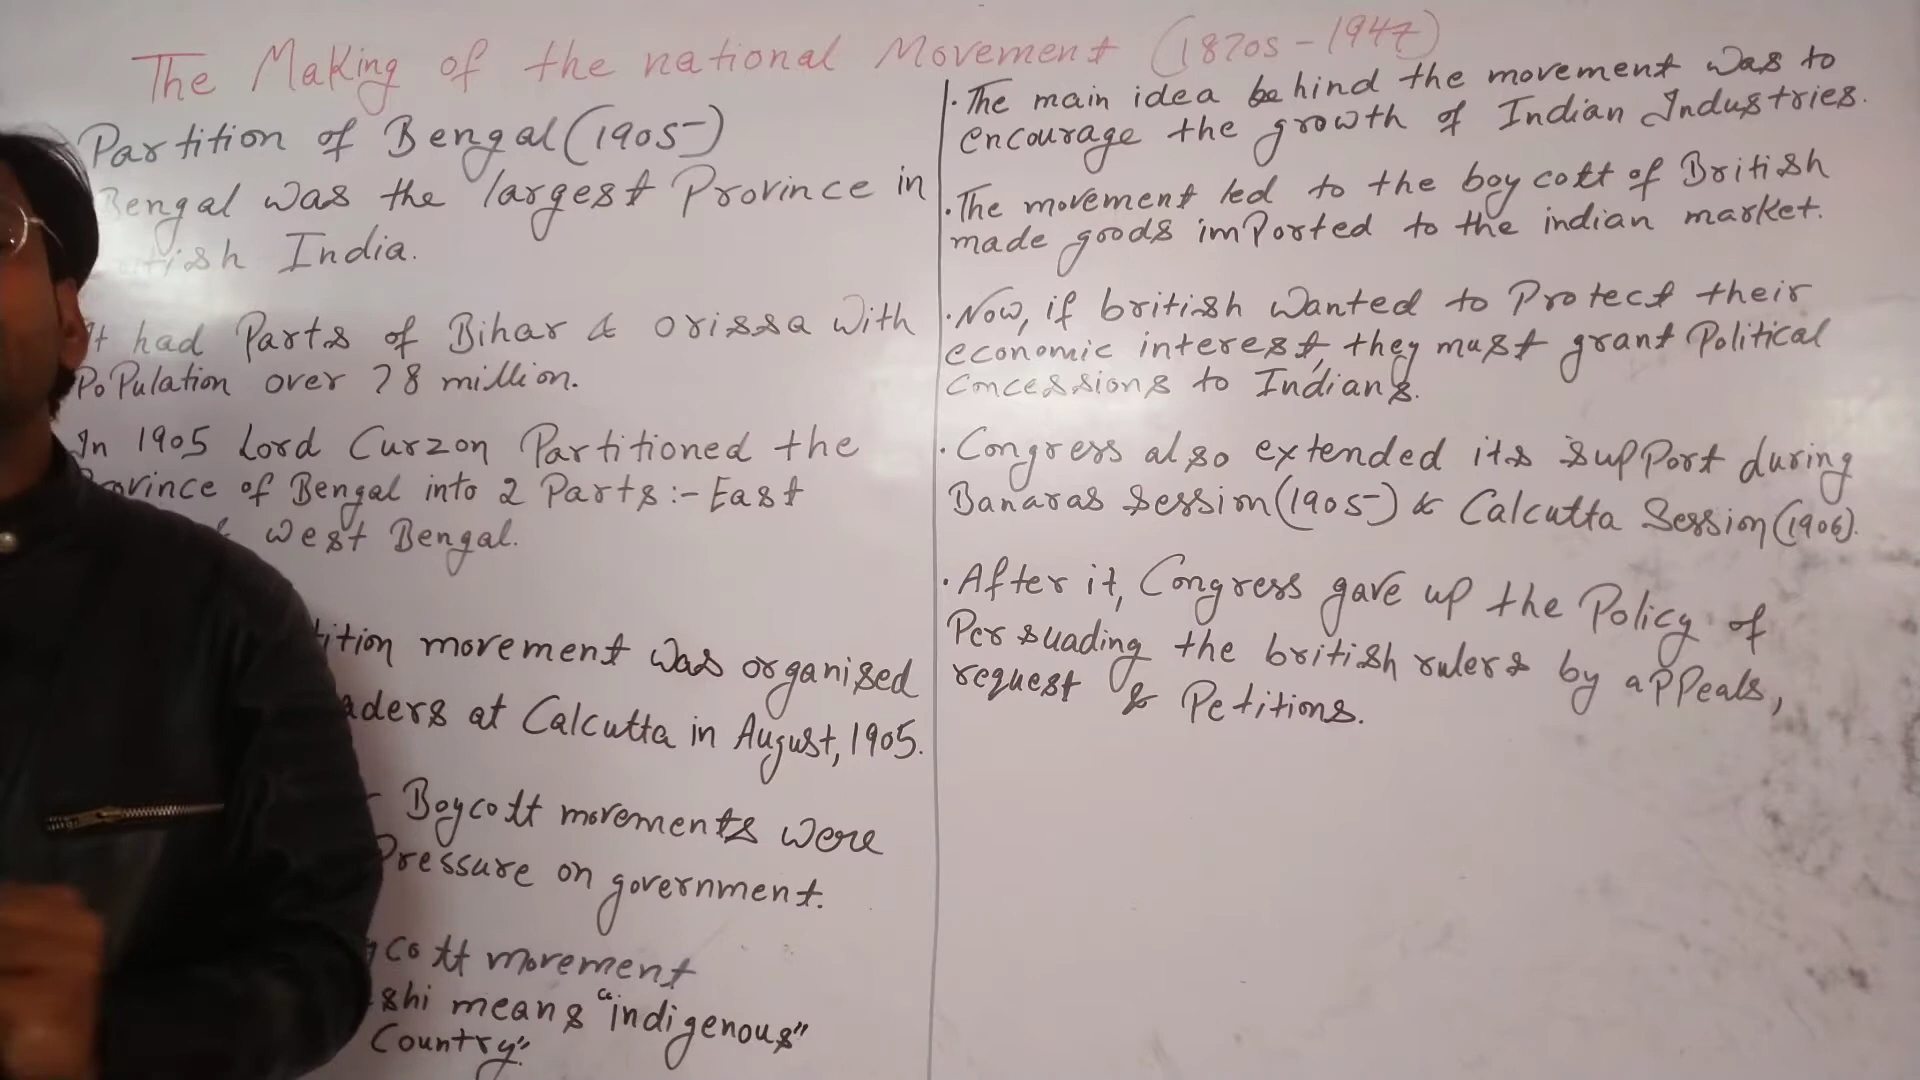 The Making of the national Movement (1870s-1947)
Partition of Bengal (1905)
Bengal was the largest Province in
British India.
It had Parts of Bihar & orissa with
PoPulation over 78 million.
In 1905 Lord Curzon Partitioned the
Province of Bengal into 2 Parts:- East
West Bengal.
movement was organised
at Calcutta in August, 1905.
Boycott movements were
Pressure on government.
movement
means "indigenous"
Country".
. The main idea behind the movement was to
encourage the growth of Indian Industries.
. The movement led to the boycott of British
made goods imPorted to the indian market.
. Now, if british wanted to Protect their
economic interest, they must grant Political
concessions to Indians.
. Congress also extended its supPort during
Banaras Session (1905) & Calcutta Session (1906).
. After it, Congress gave up the Policy of
Persuading the british rulers by apPeals,
request & Petitions.